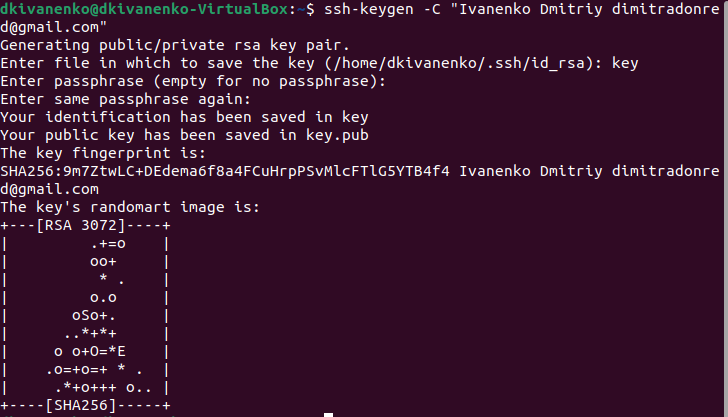 dkivanenko@dkivanenko-VirtualBox:~$ ssh-keygen -C "Ivanenko Dmitriy dimitradonre
d@gmail.com"
Generating public/private rsa key pair.
Enter file in which to save the key (/home/dkivanenko/.ssh/id_rsa): key
Enter passphrase (empty for no passphrase):
Enter same passphrase again:
Your identification has been saved in key
Your public key has been saved in key.pub
The key fingerprint is:
SHA256:9m7ZtwLC+DEdema6f8a4FCuHrpPSvMlcFTlG5YTB4f4 Ivanenko Dmitriy dimitradonre
d@gmail.com
The key's randomart image is:
+---[RSA 3072]----+
|          .+=o    |
|          oo+     |
|           * .    |
|          o.o     |
|        oSo+.     |
|       ..*+*+     |
|      o o+O=*E    |
|     .o=+o=+ * .  |
|      .*+o+++ o.. |
+----[SHA256]-----+